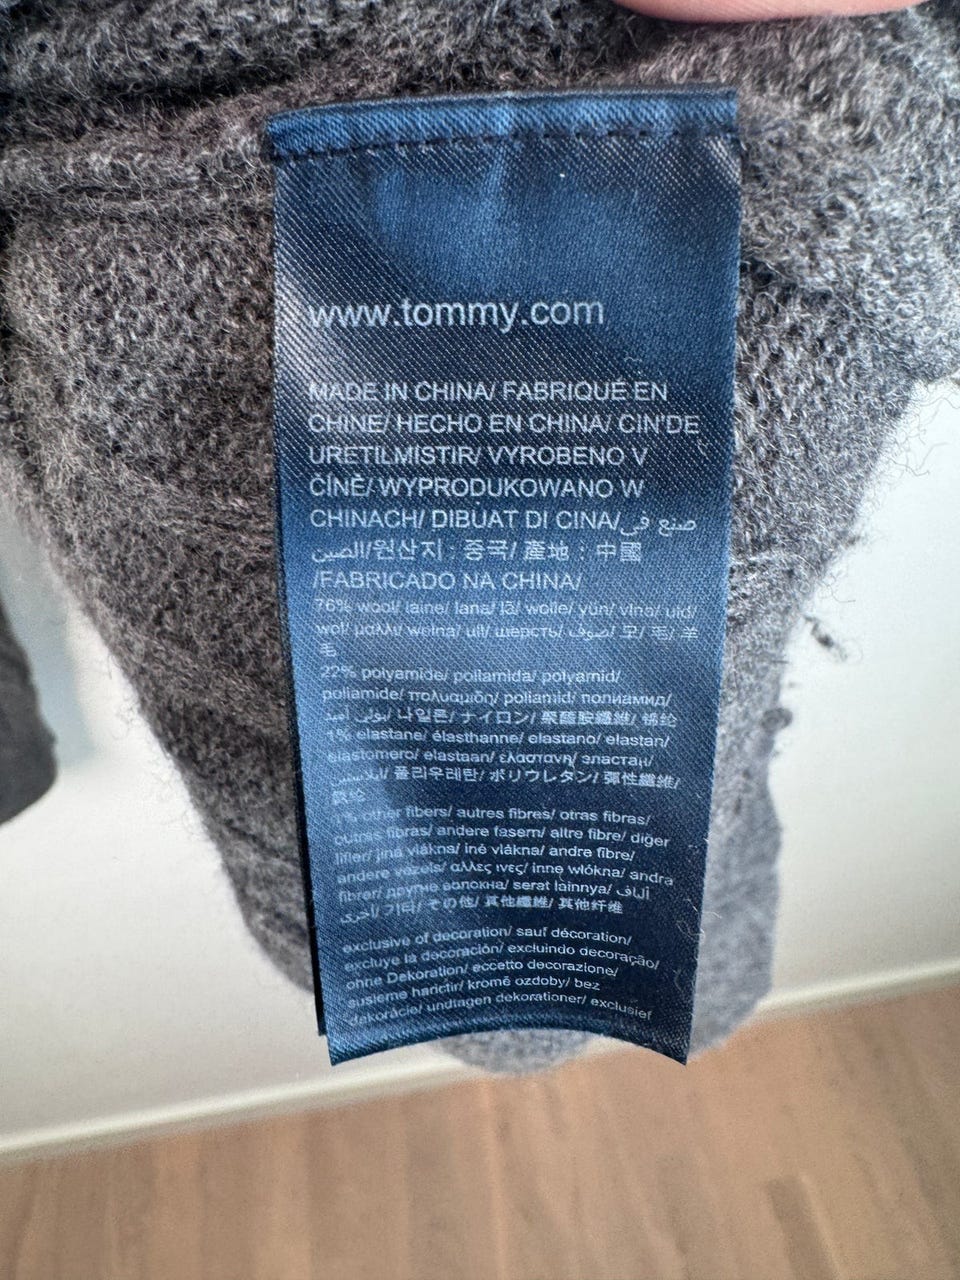 www.tommy.com
MADE IN CHINA/ FABRIQUÉ EN
CHINE/ HECHO EN CHINA/ CIN'DE
URETILMISTIR/ VYROBENO V
ČÍNĚ/ WYPRODUKOWANO W
CHINACH/ DIBUAT DI CINA/صنع في
الصين/원산지 : 중국/ 產地 : 中國
/FABRICADO NA CHINA/
76% wool/ laine/ lana/ lã/ wolle/ yün/ vlna/ uld/
wol/ μαλλί/ wełna/ ull/ шерсть/ صوف/ 모/ 毛/ 羊
毛
22% polyamide/ poliamida/ polyamid/
poliamide/ πολυαμίδη/ poliamid/ полиамид/
بولي أميد/ 나일론/ ナイロン/ 聚醯胺纖維/ 锦纶
1% elastane/ élasthanne/ elastano/ elastan/
elastomero/ elastaan/ ελαστανη/ эластан/
폴리우레탄/ ポリウレタン/ 彈性纖維/
1% other fibers/ autres fibres/ otras fibras/
outras fibras/ andere fasern/ altre fibre/ diğer
lifler/ jiná vlákna/ iné vlákna/ andre fibre/
andere vezels/ αλλες ινες/ inne włókna/ andra
fibrer/ другие волокна/ serat lainnya/ ألياف
أخرى/ 기타/ その他/ 其他纖維/ 其他纤维
exclusive of decoration/ sauf décoration/
excluye la decoración/ excluindo decoração/
ohne Dekoration/ eccetto decorazione/
susleme harictir/ kromě ozdoby/ bez
dekorácie/ undtagen dekorationer/ exclusief